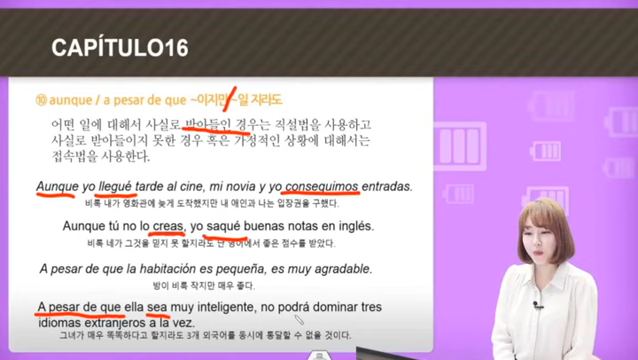 CAPÍTULO16
⑩ aunque / a pesar de que ~이지만/~일 지라도
어떤 일에 대해서 사실로 받아들인 경우는 직설법을 사용하고
사실로 받아들이지 못한 경우 혹은 가정적인 상황에 대해서는
접속법을 사용한다.
Aunque yo llegué tarde al cine, mi novia y yo conseguimos entradas.
비록 내가 영화관에 늦게 도착했지만 내 애인과 나는 입장권을 구했다.
Aunque tú no lo creas, yo saqué buenas notas en inglés.
비록 네가 그것을 믿지 못 할지라도 난 영어에서 좋은 점수를 받았다.
A pesar de que la habitación es pequeña, es muy agradable.
방이 비록 작지만 매우 좋다.
A pesar de que ella sea muy inteligente, no podrá dominar tres
idiomas extranjeros a la vez.
그녀가 매우 똑똑하다고 할지라도 3개 외국어를 동시에 통달할 수 없을 것이다.